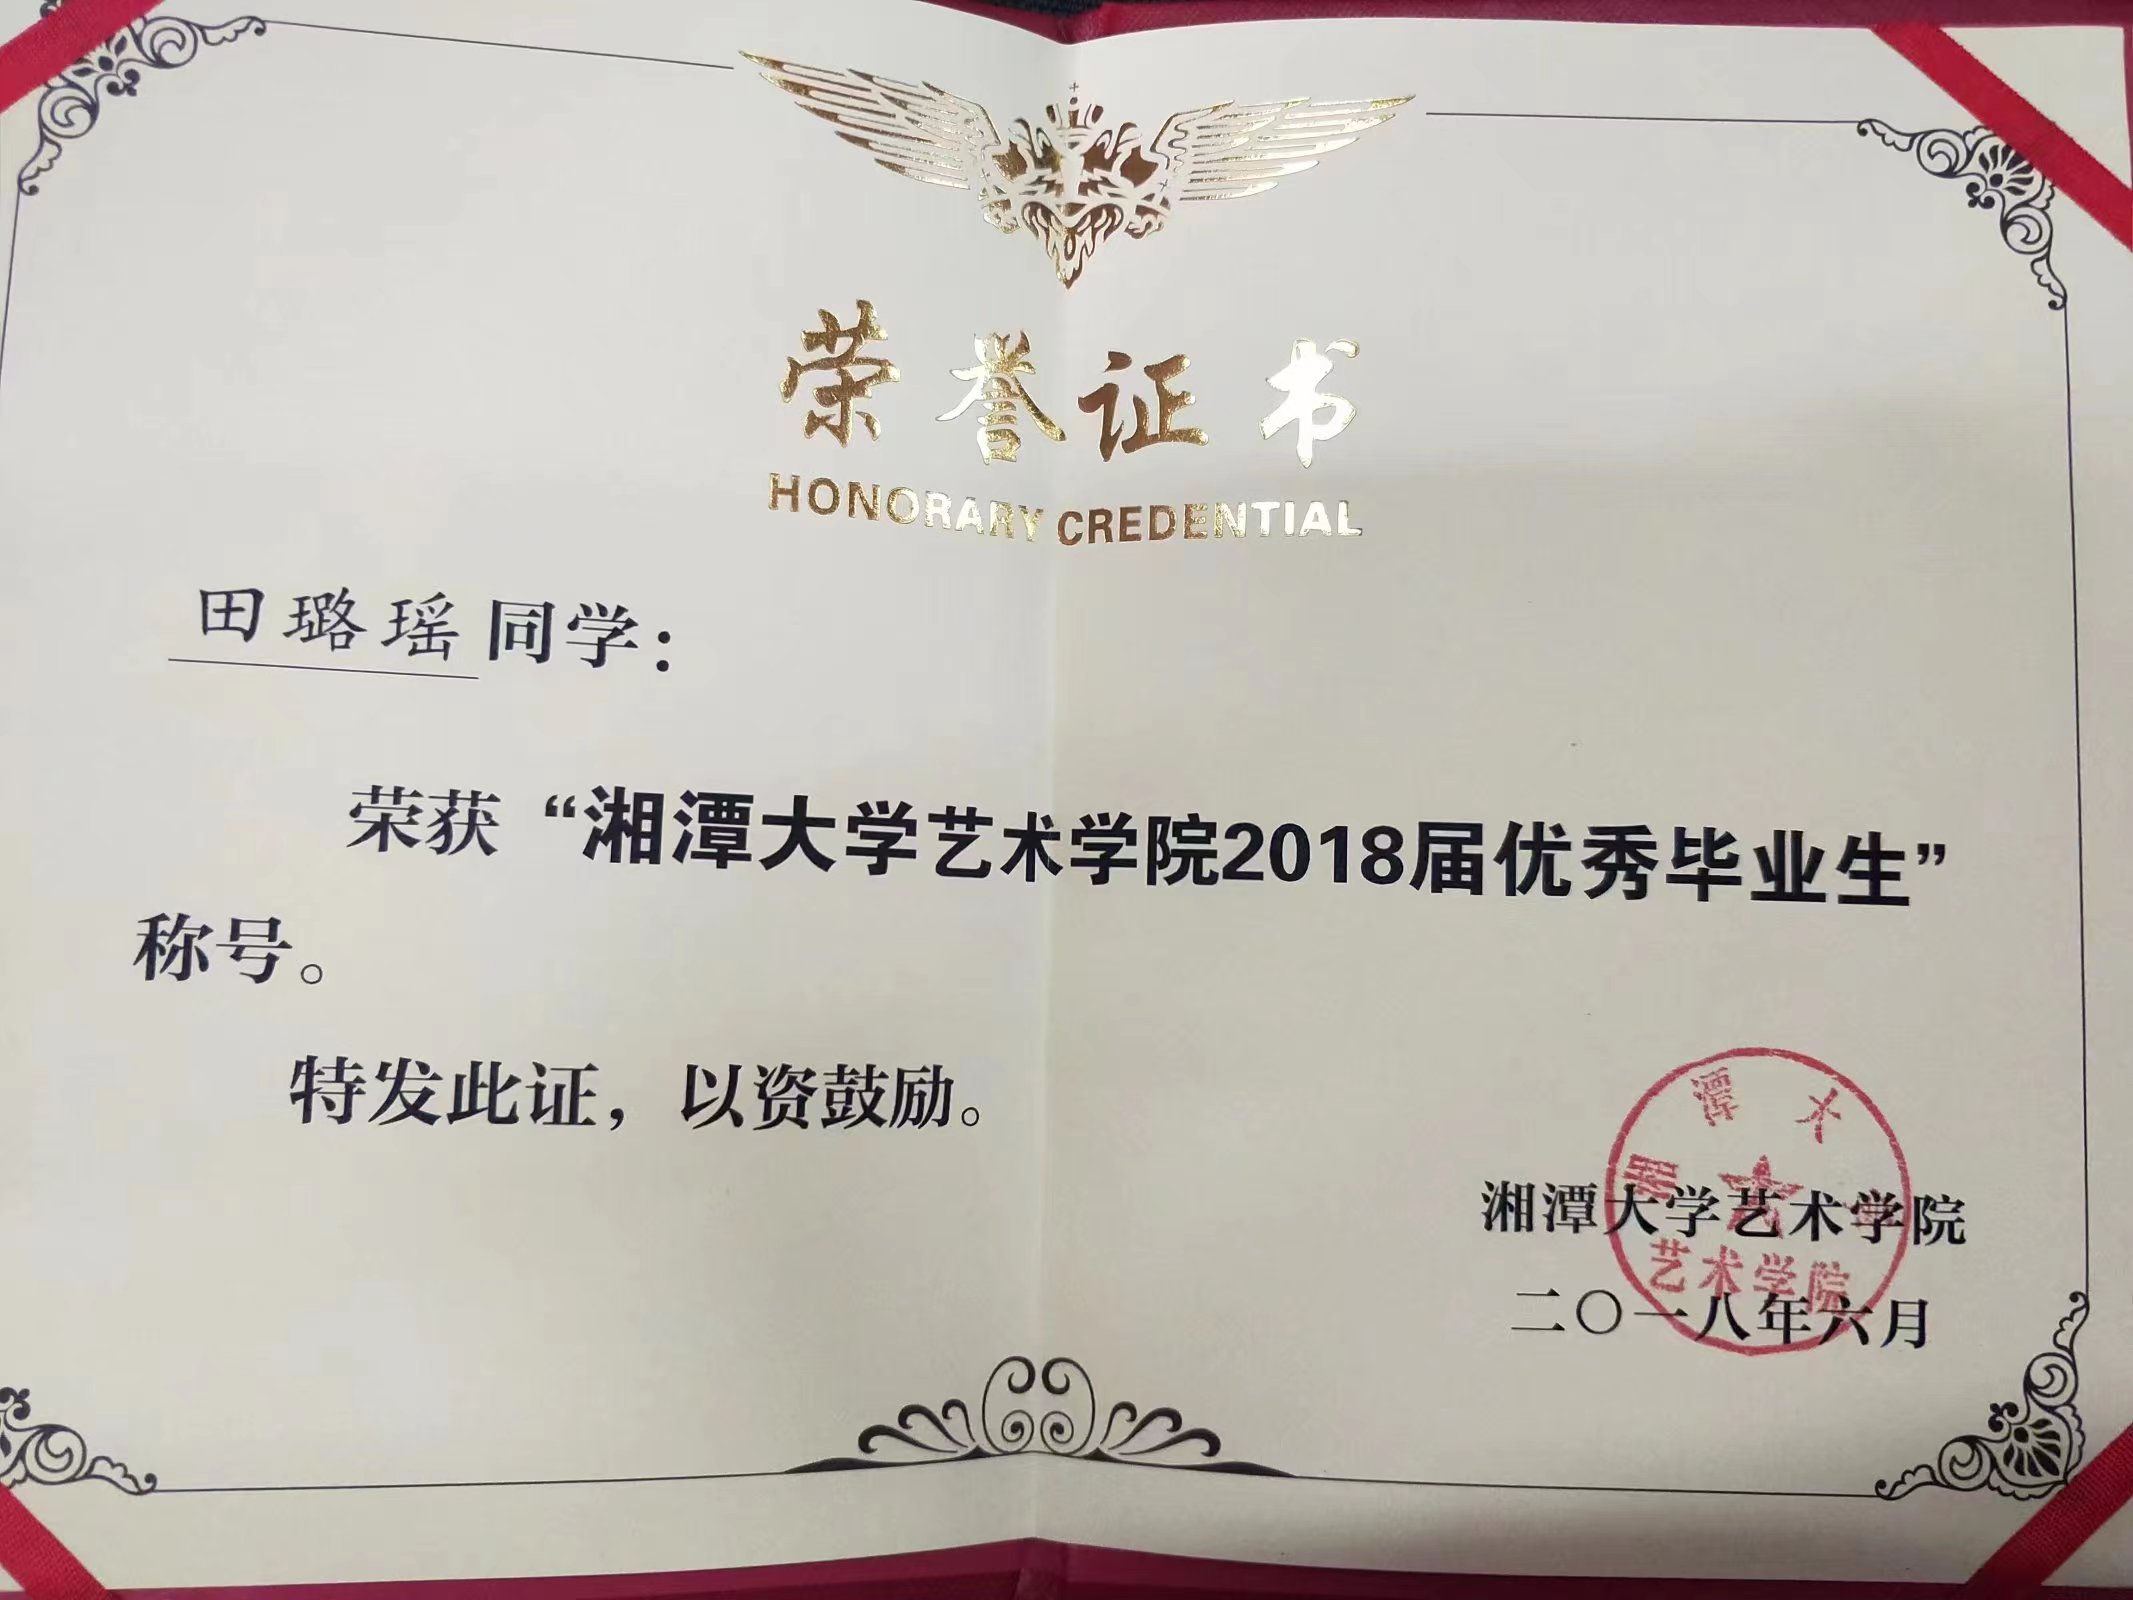 荣誉证书
HONORARY CREDENTIAL
田璐瑶同学：
荣获“湘潭大学艺术学院2018届优秀毕业生”
称号。
特发此证，以资鼓励。
湘潭大学艺术学院
二〇一八年六月
湘潭大
艺术学院